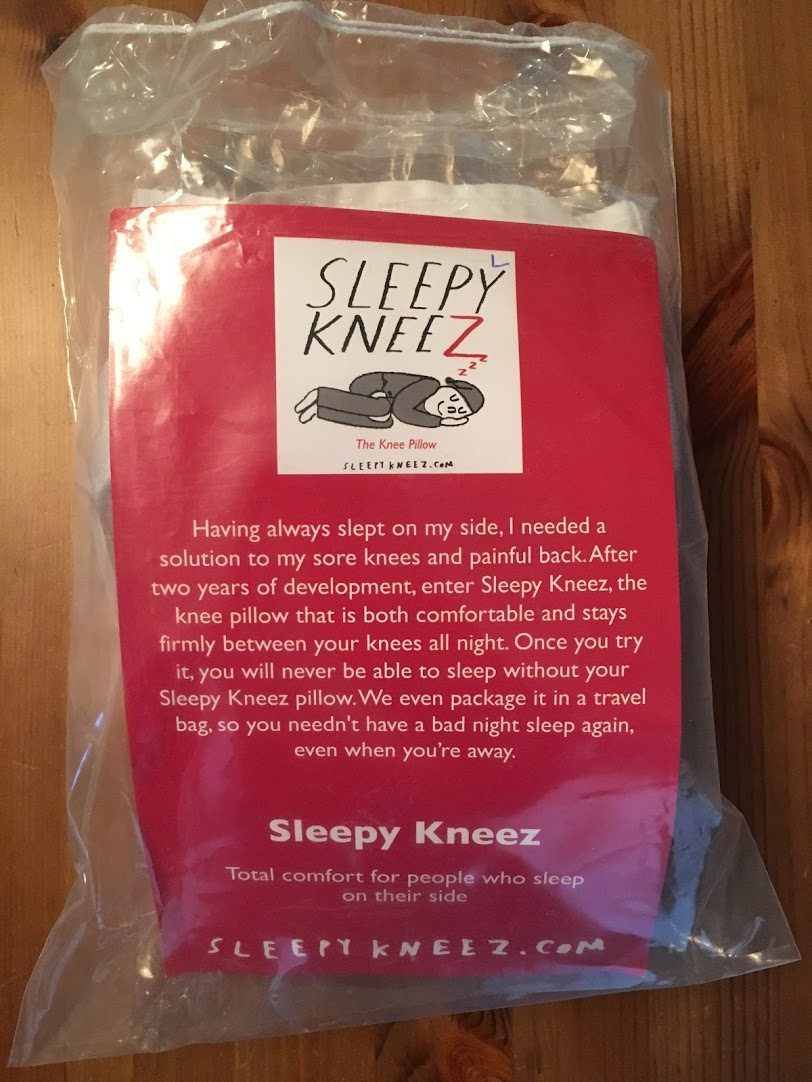 L
SLEEPY
KNEEZ
z z z
The Knee Pillow
SLEEPYKNEEZ.COM
Having always slept on my side, I needed a
solution to my sore knees and painful back. After
two years of development, enter Sleepy Kneez, the
knee pillow that is both comfortable and stays
firmly between your knees all night. Once you try
it, you will never be able to sleep without your
Sleepy Kneez pillow. We even package it in a travel
bag, so you needn't have a bad night sleep again,
even when you're away.
Sleepy Kneez
Total comfort for people who sleep
on their side
SLEEPYKNEEZ.COM